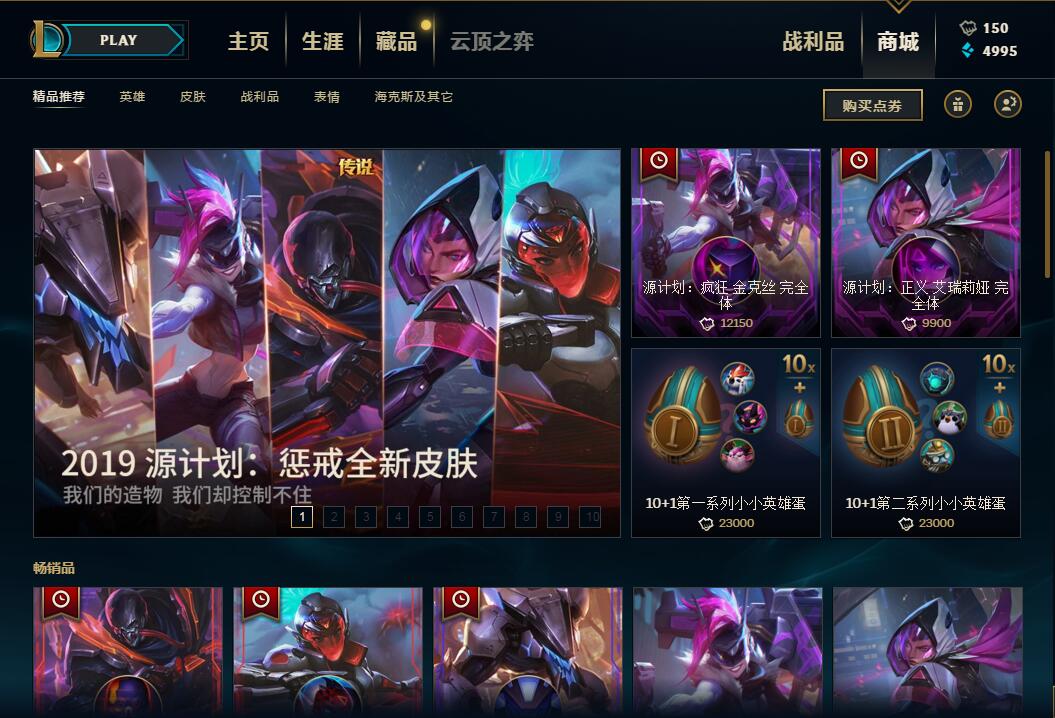 PLAY
主页
生涯
藏品
云顶之弈
战利品
商城
150
4995
精品推荐
英雄
皮肤
战利品
表情
海克斯及其它
购买点券
传说
2019 源计划：惩戒全新皮肤
我们的造物 我们却控制不住
1 2 3 4 5 6 7 8 9 10
源计划：疯狂 金克丝 完全
体
12150
源计划：正义 艾瑞莉娅 完
全体
9900
10x
+
I
I
10+1第一系列小小英雄蛋
23000
10x
+
II
II
10+1第二系列小小英雄蛋
23000
畅销品